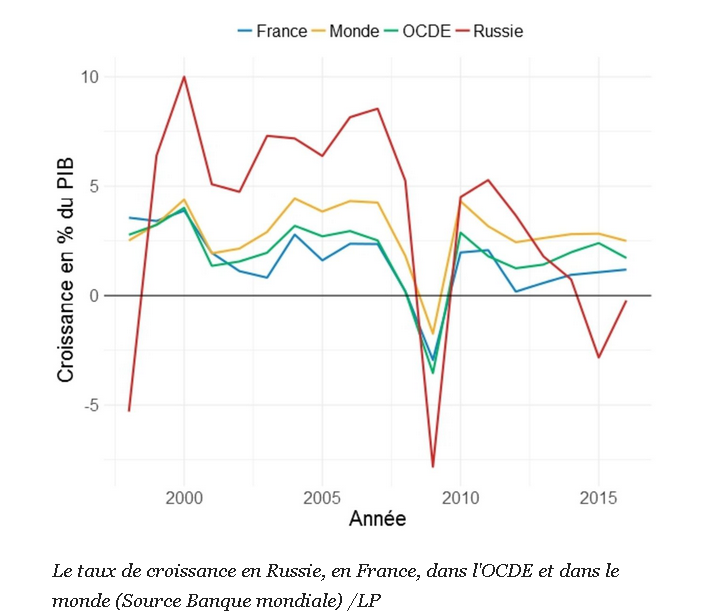 France Monde OCDE Russie
10
5
0
-5
Croissance en % du PIB
2000 2005 2010 2015
Année
Le taux de croissance en Russie, en France, dans l'OCDE et dans le
monde (Source Banque mondiale) /LP